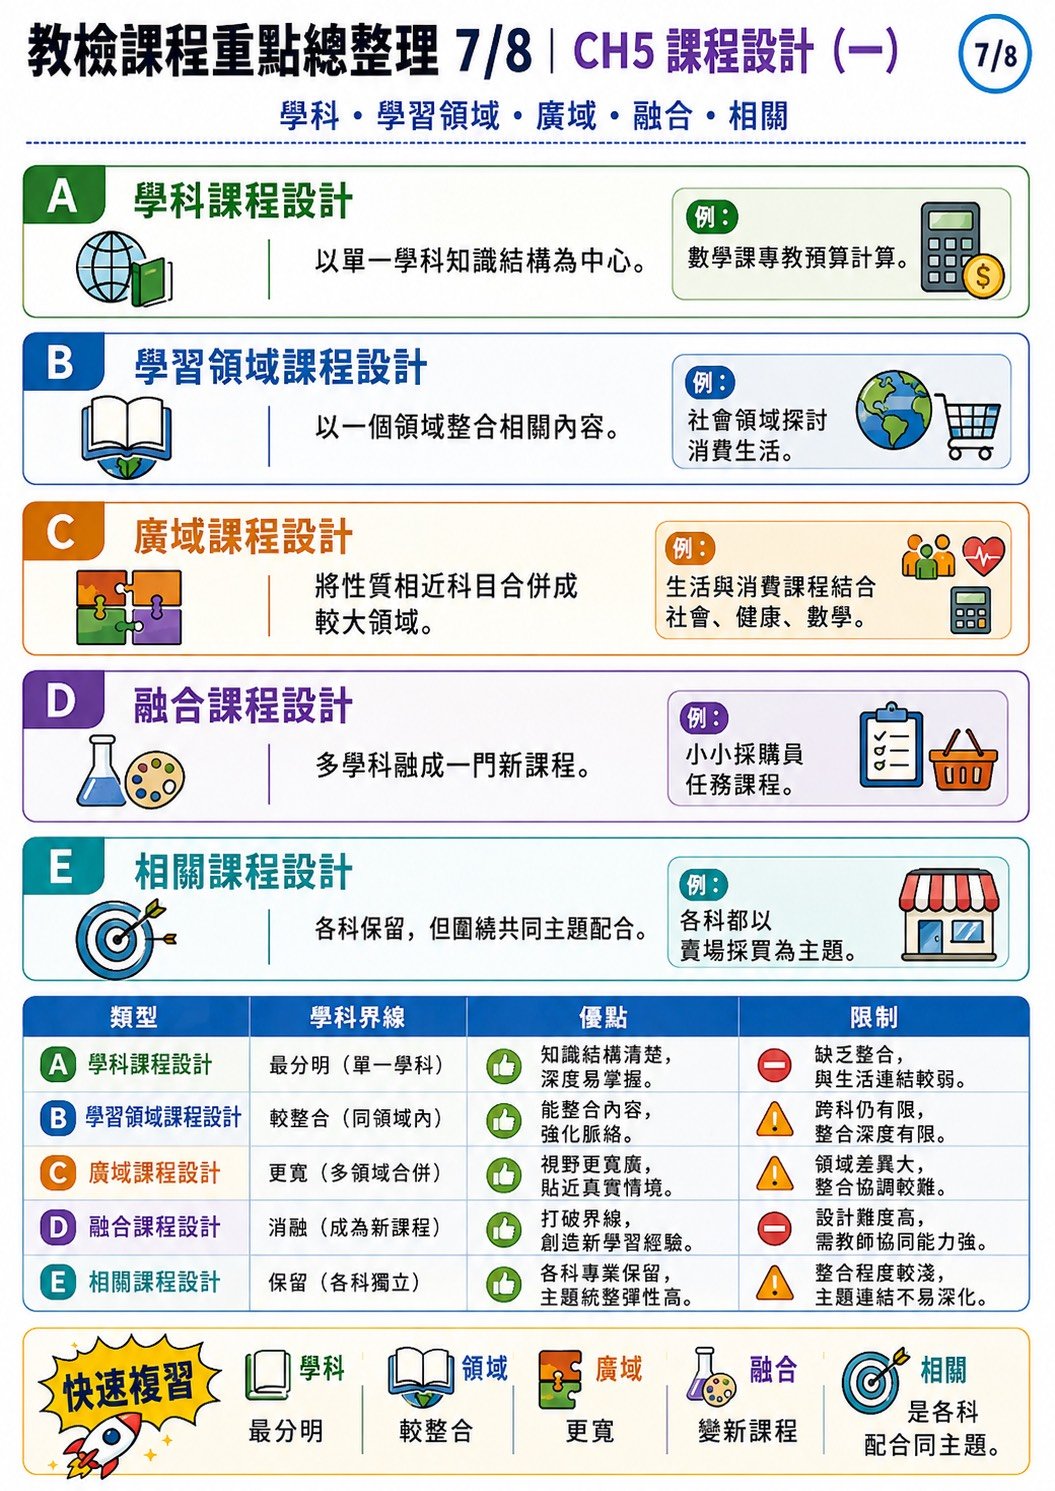 教檢課程重點總整理 7/8｜CH5 課程設計（一）
7/8
學科・學習領域・廣域・融合・相關
A 學科課程設計
以單一學科知識結構為中心。
例：
數學課專教預算計算。
$
B 學習領域課程設計
以一個領域整合相關內容。
例：
社會領域探討
消費生活。
C 廣域課程設計
將性質相近科目合併成
較大領域。
例：
生活與消費課程結合
社會、健康、數學。
D 融合課程設計
多學科融成一門新課程。
例：
小小採購員
任務課程。
E 相關課程設計
各科保留，但圍繞共同主題配合。
例：
各科都以
賣場採買為主題。
類型 學科界線 優點 限制
A 學科課程設計 最分明（單一學科）
知識結構清楚，
深度易掌握。
缺乏整合，
與生活連結較弱。
B 學習領域課程設計 較整合（同領域內）
能整合內容，
強化脈絡。
跨科仍有限，
整合深度有限。
C 廣域課程設計 更寬（多領域合併）
視野更寬廣，
貼近真實情境。
領域差異大，
整合協調較難。
D 融合課程設計 消融（成為新課程）
打破界線，
創造新學習經驗。
設計難度高，
需教師協同能力強。
E 相關課程設計 保留（各科獨立）
各科專業保留，
主題統整彈性高。
整合程度較淺，
主題連結不易深化。
快速複習
學科
最分明
領域
較整合
廣域
更寬
融合
變新課程
相關
是各科
配合同主題。